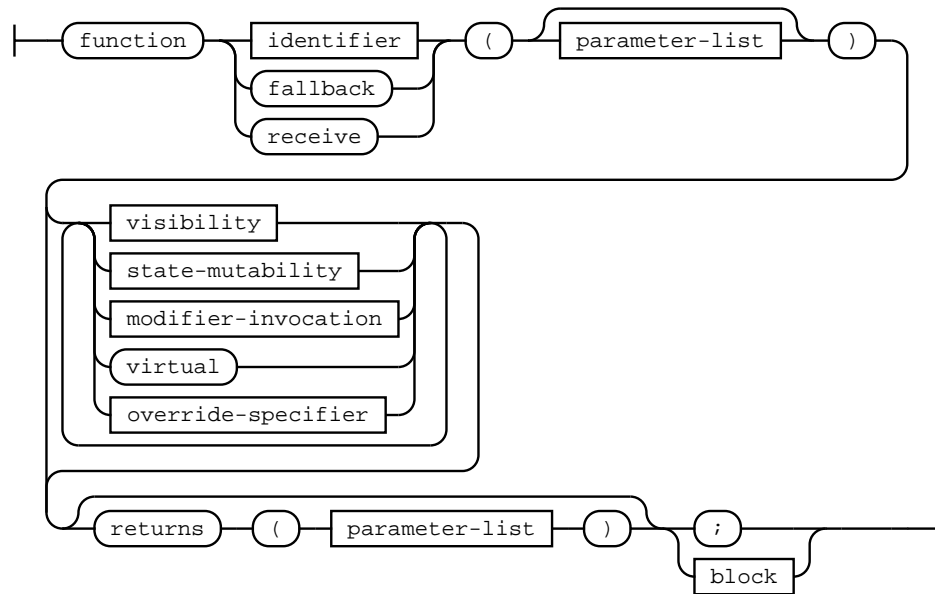 function identifier ( parameter-list )
fallback
receive
visibility
state-mutability
modifier-invocation
virtual
override-specifier
returns ( parameter-list ) ;
block